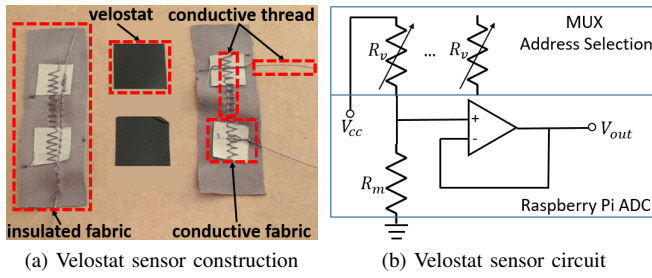 velostat
conductive thread
insulated fabric
conductive fabric
(a) Velostat sensor construction
MUX
Address Selection
R_v
...
R_v
V_cc
+
-
V_out
R_m
Raspberry Pi ADC
(b) Velostat sensor circuit